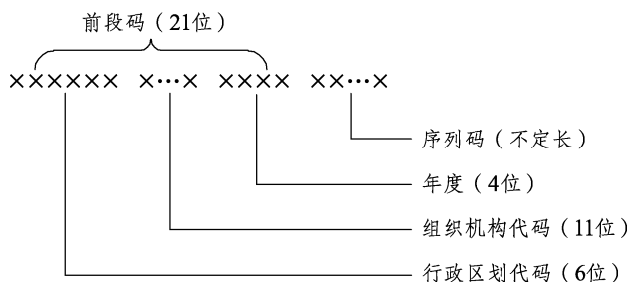 前段码（21位）
×××××× ×···× ×××× ××···×
序列码（不定长）
年度（4位）
组织机构代码（11位）
行政区划代码（6位）